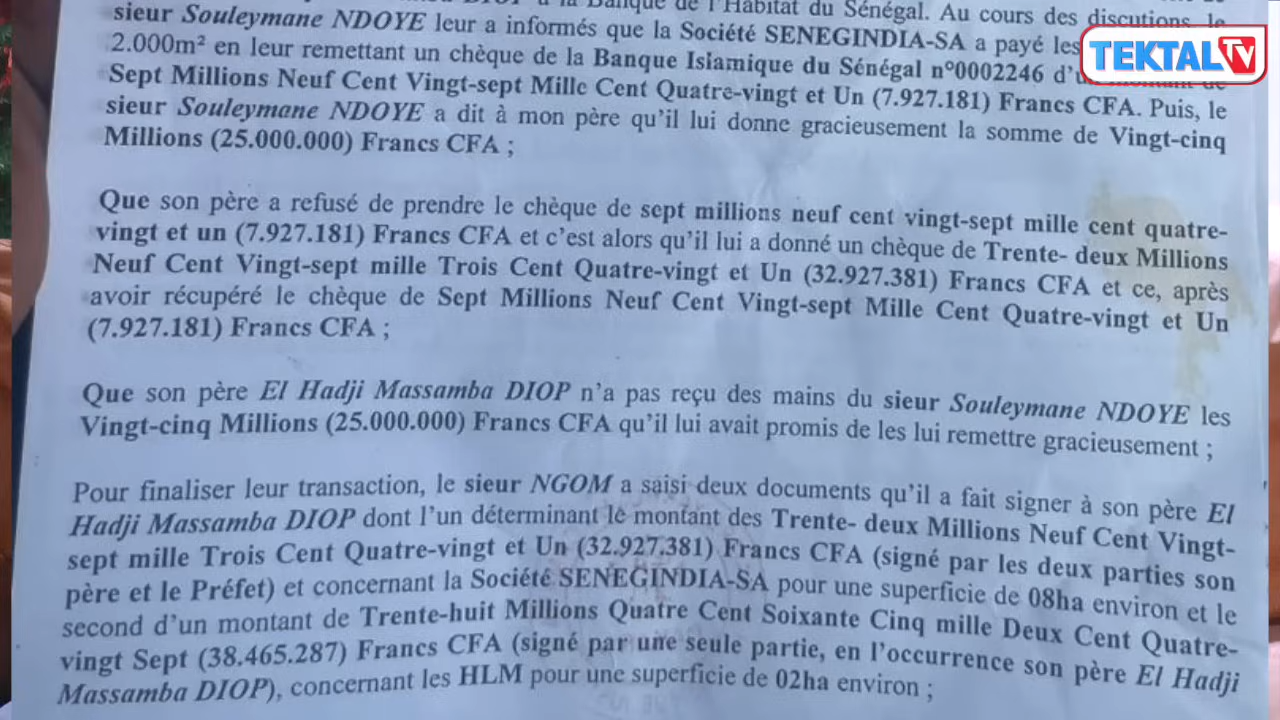 DIOP à la Banque de l'Habitat du Sénégal. Au cours des discutions, le
sieur Souleymane NDOYE leur a informés que la Société SENEGINDIA-SA a payé les
2.000m² en leur remettant un chèque de la Banque Islamique du Sénégal n°0002246 d'un montant de
Sept Millions Neuf Cent Vingt-sept Mille Cent Quatre-vingt et Un (7.927.181) Francs CFA. Puis, le
sieur Souleymane NDOYE a dit à mon père qu'il lui donne gracieusement la somme de Vingt-cinq
Millions (25.000.000) Francs CFA ;
Que son père a refusé de prendre le chèque de sept millions neuf cent vingt-sept mille cent quatre-
vingt et un (7.927.181) Francs CFA et c'est alors qu'il lui a donné un chèque de Trente- deux Millions
Neuf Cent Vingt-sept mille Trois Cent Quatre-vingt et Un (32.927.381) Francs CFA et ce, après
avoir récupéré le chèque de Sept Millions Neuf Cent Vingt-sept Mille Cent Quatre-vingt et Un
(7.927.181) Francs CFA ;
Que son père El Hadji Massamba DIOP n'a pas reçu des mains du sieur Souleymane NDOYE les
Vingt-cinq Millions (25.000.000) Francs CFA qu'il lui avait promis de les lui remettre gracieusement ;
Pour finaliser leur transaction, le sieur NGOM a saisi deux documents qu'il a fait signer à son père El
Hadji Massamba DIOP dont l'un déterminant le montant des Trente- deux Millions Neuf Cent Vingt-
sept mille Trois Cent Quatre-vingt et Un (32.927.381) Francs CFA (signé par les deux parties son
père et le Préfet) et concernant la Société SENEGINDIA-SA pour une superficie de 08ha environ et le
second d'un montant de Trente-huit Millions Quatre Cent Soixante Cinq mille Deux Cent Quatre-
vingt Sept (38.465.287) Francs CFA (signé par une seule partie, en l'occurrence son père El Hadji
Massamba DIOP), concernant les HLM pour une superficie de 02ha environ ;
TEKTAL TV